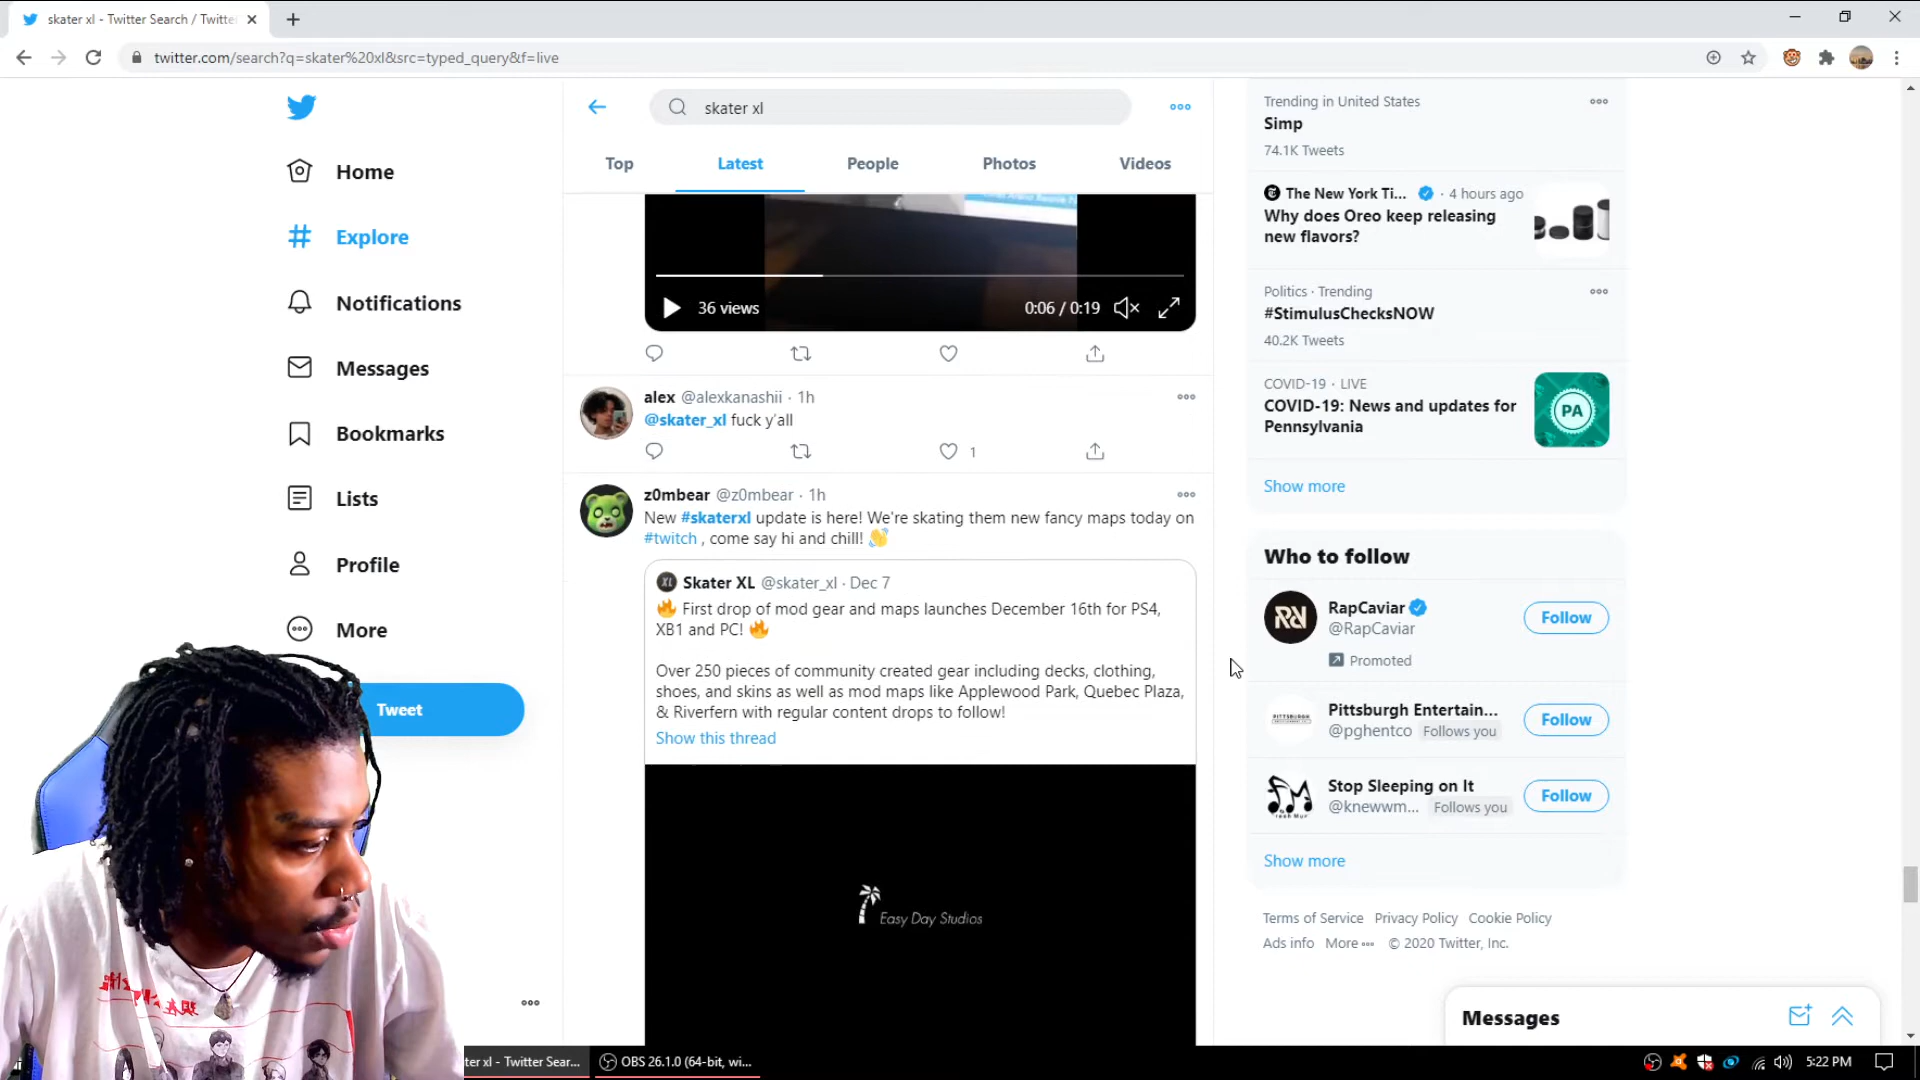 skater xl - Twitter Search / Twitte
twitter.com/search?q=skater%20xl&src=typed_query&f=live
skater xl
Top
Latest
People
Photos
Videos
Home
Explore
Notifications
Messages
Bookmarks
Lists
Profile
More
Tweet
36 views
0:06 / 0:19
alex @alexkanashii · 1h
@skater_xl fuck y'all
1
z0mbear @z0mbear · 1h
New #skaterxl update is here! We're skating them new fancy maps today on
#twitch , come say hi and chill! 👋
Skater XL @skater_xl · Dec 7
🔥 First drop of mod gear and maps launches December 16th for PS4,
XB1 and PC! 🔥
Over 250 pieces of community created gear including decks, clothing,
shoes, and skins as well as mod maps like Applewood Park, Quebec Plaza,
& Riverfern with regular content drops to follow!
Show this thread
Easy Day Studios
Trending in United States
Simp
74.1K Tweets
The New York Ti... · 4 hours ago
Why does Oreo keep releasing
new flavors?
Politics · Trending
#StimulusChecksNOW
40.2K Tweets
COVID-19 · LIVE
COVID-19: News and updates for
Pennsylvania
PA
Show more
Who to follow
RapCaviar
@RapCaviar
Promoted
Follow
Pittsburgh Entertain...
@pghentco Follows you
Follow
Stop Sleeping on It
@knewwm... Follows you
Follow
Show more
Terms of Service Privacy Policy Cookie Policy
Ads info More ••• © 2020 Twitter, Inc.
Messages
ter xl - Twitter Sear...
OBS 26.1.0 (64-bit, wi...
5:22 PM